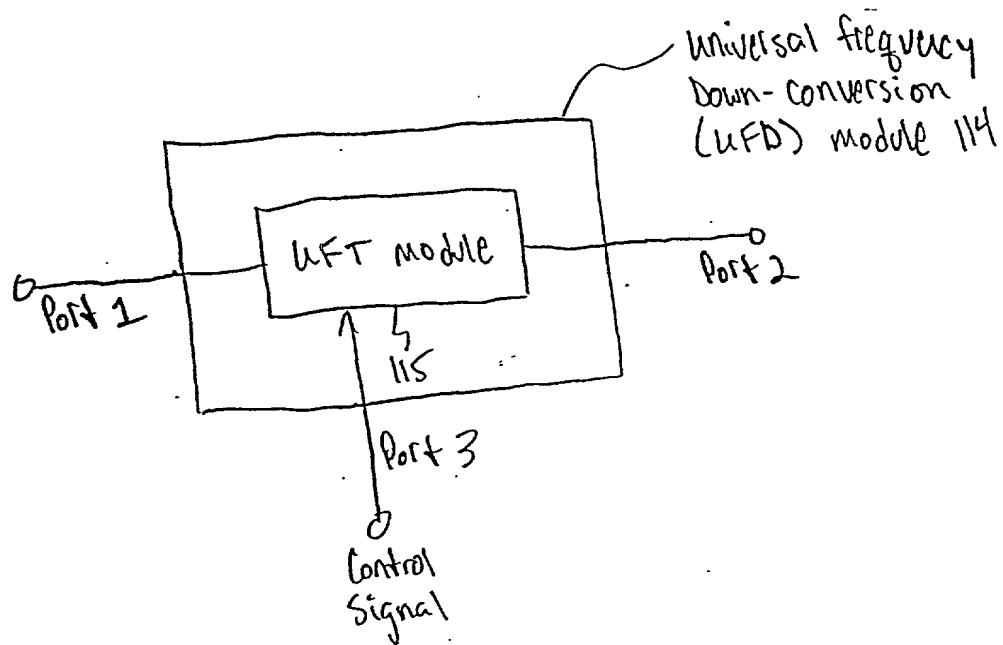 Universal frequency
Down-conversion
(UFD) module 114
UFT module
Port 1
Port 2
115
Port 3
Control
Signal